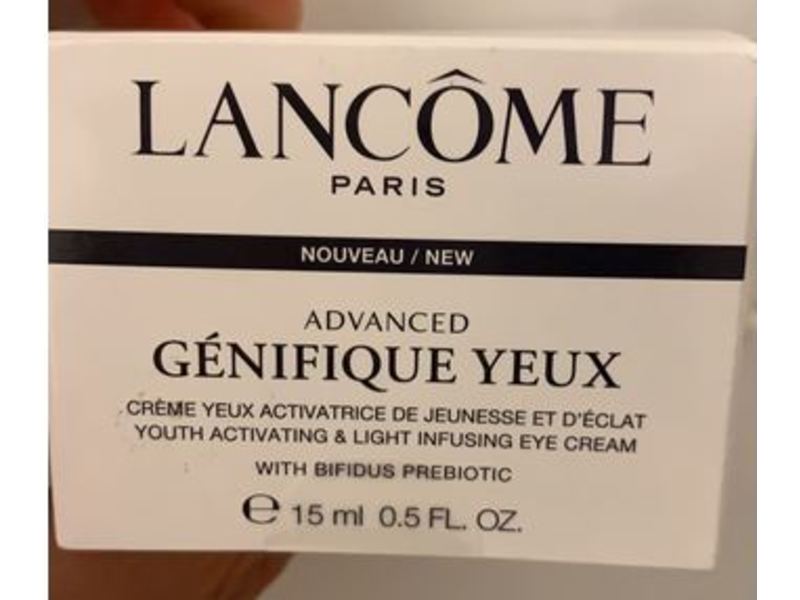 LANCÔME
PARIS
NOUVEAU / NEW
ADVANCED
GÉNIFIQUE YEUX
CRÈME YEUX ACTIVATRICE DE JEUNESSE ET D'ÉCLAT
YOUTH ACTIVATING & LIGHT INFUSING EYE CREAM
WITH BIFIDUS PREBIOTIC
℮ 15 ml 0.5 FL. OZ.